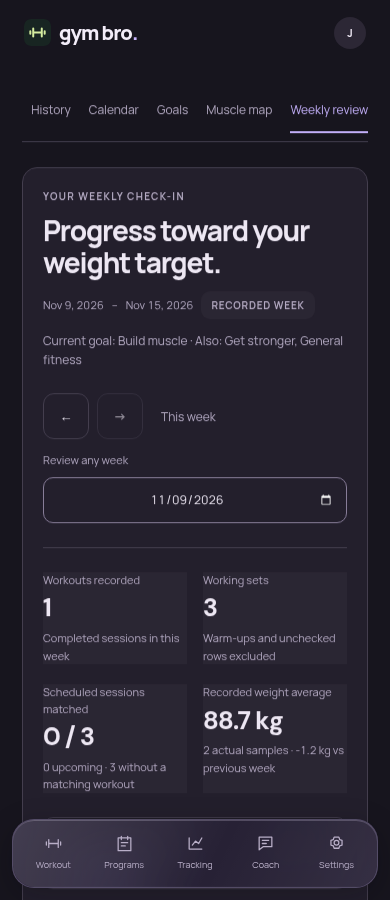 gym bro.
J
History Calendar Goals Muscle map Weekly review
YOUR WEEKLY CHECK-IN
Progress toward your
weight target.
Nov 9, 2026 – Nov 15, 2026 RECORDED WEEK
Current goal: Build muscle · Also: Get stronger, General
fitness
← → This week
Review any week
11/09/2026
Workouts recorded
1
Completed sessions in this
week
Working sets
3
Warm-ups and unchecked
rows excluded
Scheduled sessions
matched
0 / 3
0 upcoming · 3 without a
matching workout
Recorded weight average
88.7 kg
2 actual samples · -1.2 kg vs
previous week
Workout Programs Tracking Coach Settings